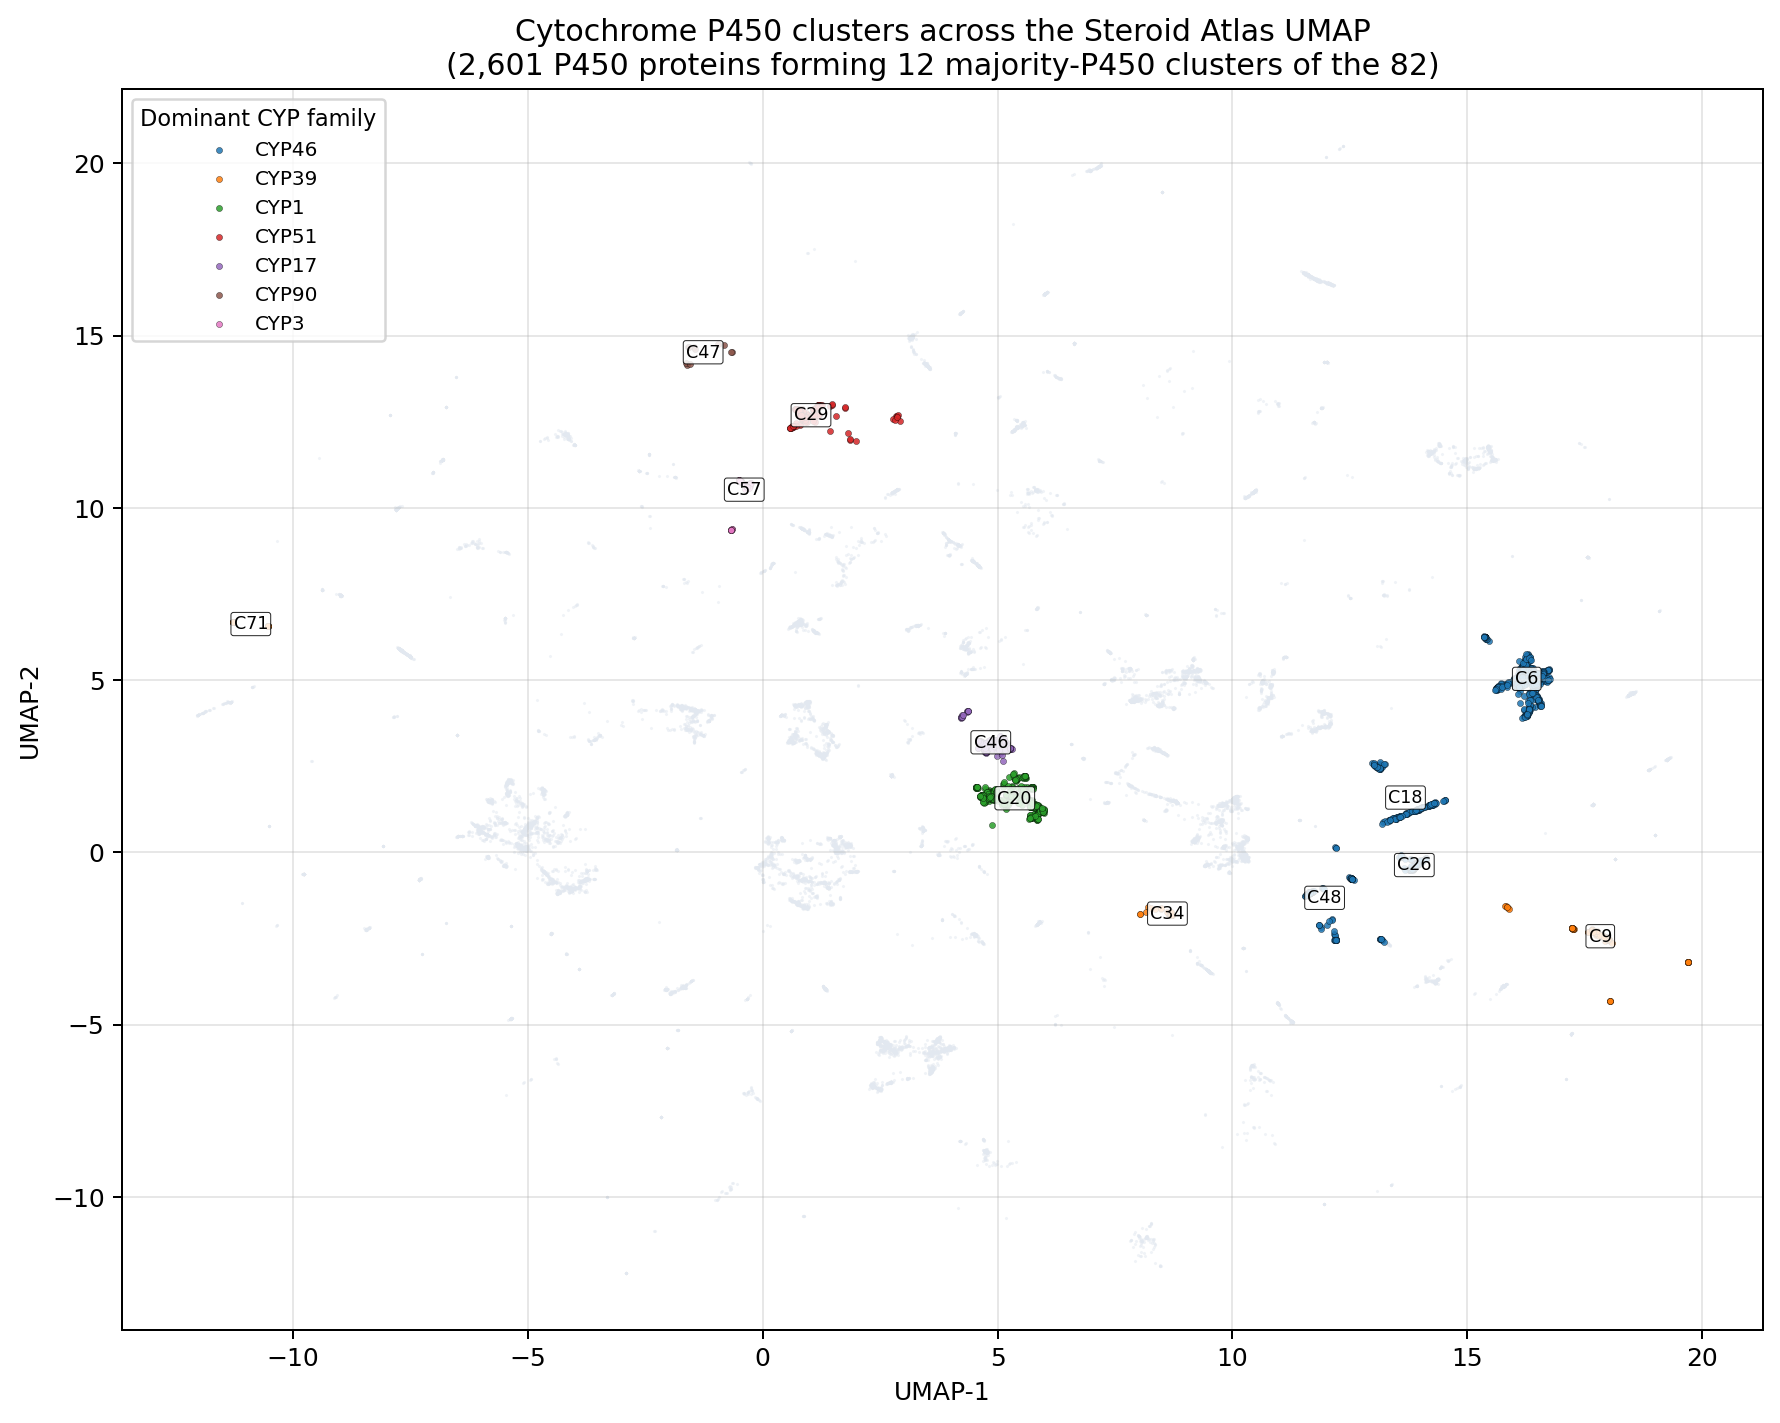 Cytochrome P450 clusters across the Steroid Atlas UMAP
(2,601 P450 proteins forming 12 majority-P450 clusters of the 82)
Dominant CYP family
CYP46
CYP39
CYP1
CYP51
CYP17
CYP90
CYP3
20
15
10
5
0
−5
−10
UMAP-2
C47
C29
C57
C71
C6
C46
C20
C18
C26
C48
C34
C9
−10
−5
0
5
10
15
20
UMAP-1